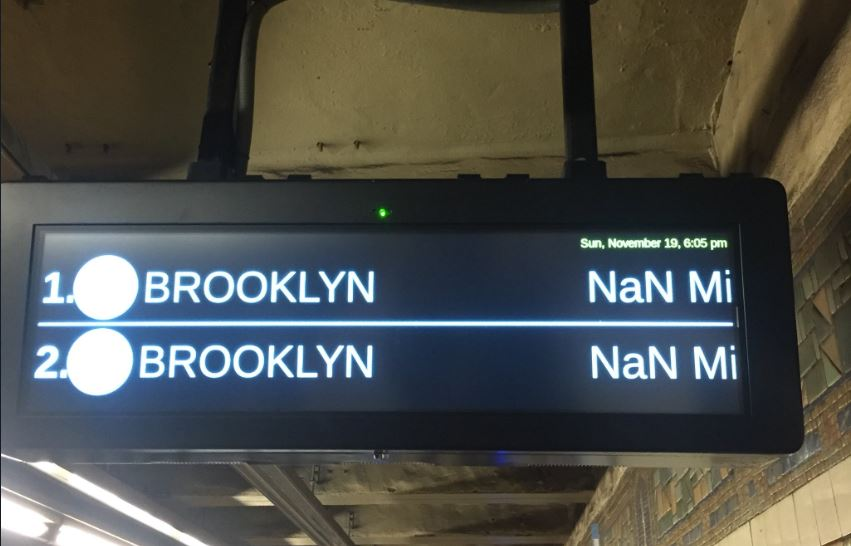 Sun, November 19, 6:05 pm
1. BROOKLYN NaN Mi
2. BROOKLYN NaN Mi